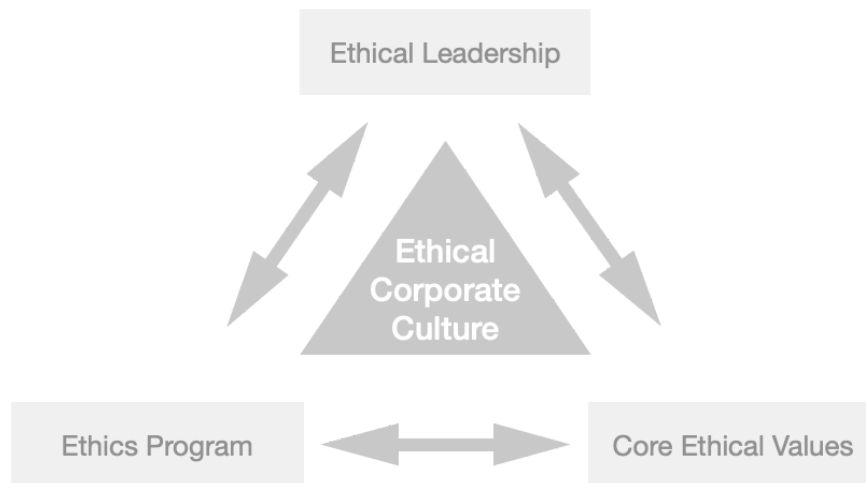 Ethical Leadership
Ethical
Corporate
Culture
Ethics Program
Core Ethical Values